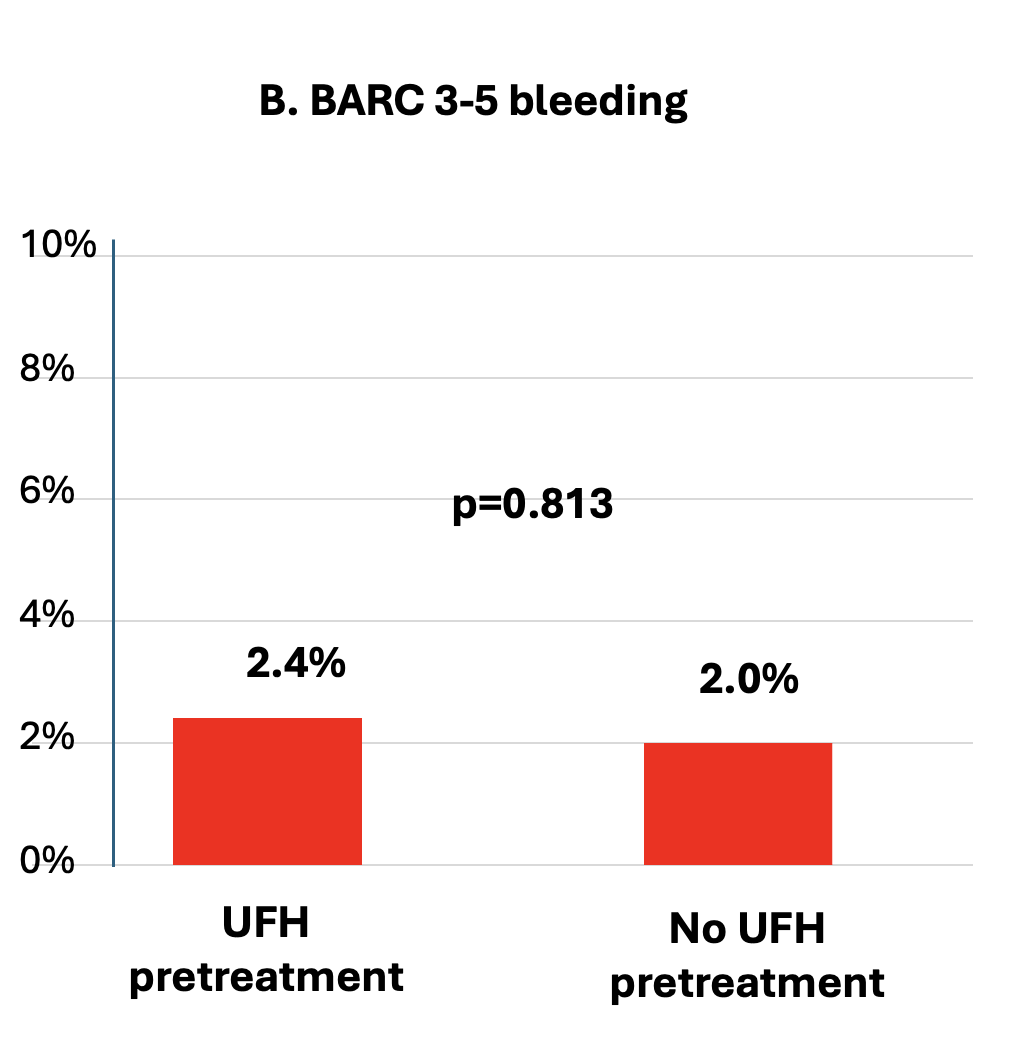 B. BARC 3-5 bleeding
10%
8%
6%
p=0.813
4%
2.4%
2.0%
2%
0%
UFH
pretreatment
No UFH
pretreatment